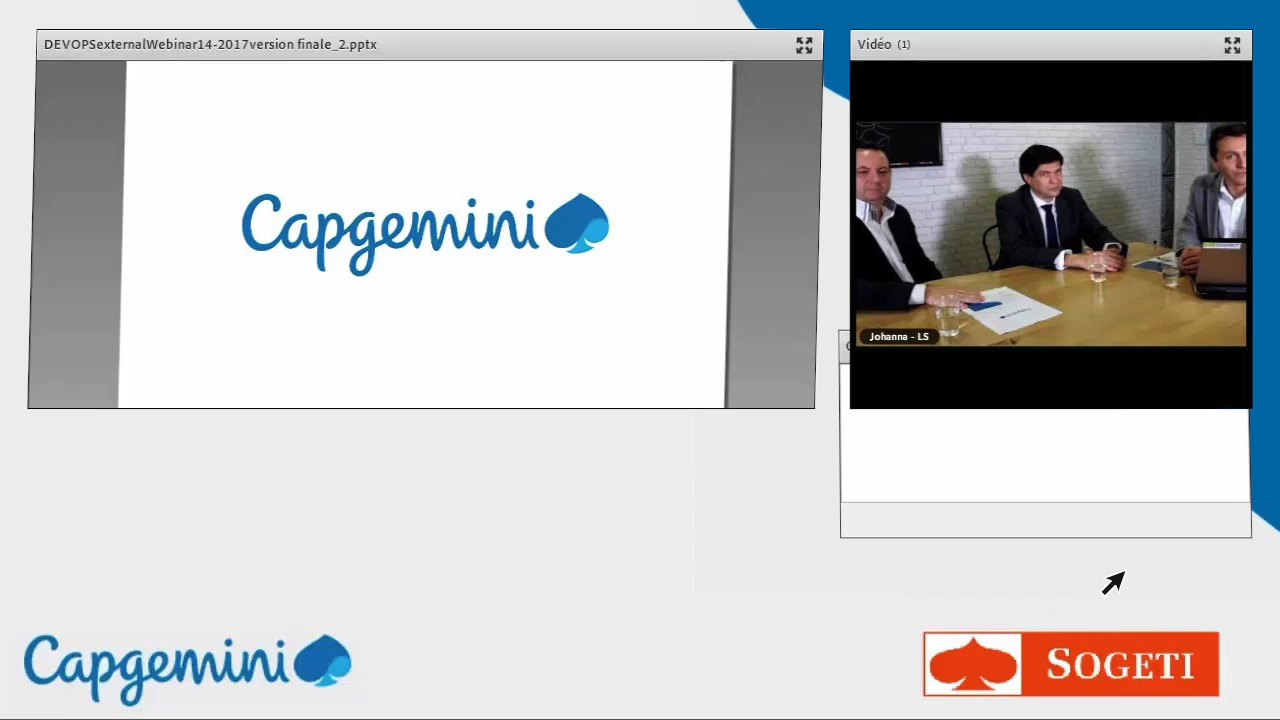 DEVOPSexternalWebinar14-2017version finale_2.pptx
Vidéo (1)
Capgemini
Johanna - LS
Capgemini
SOGETI